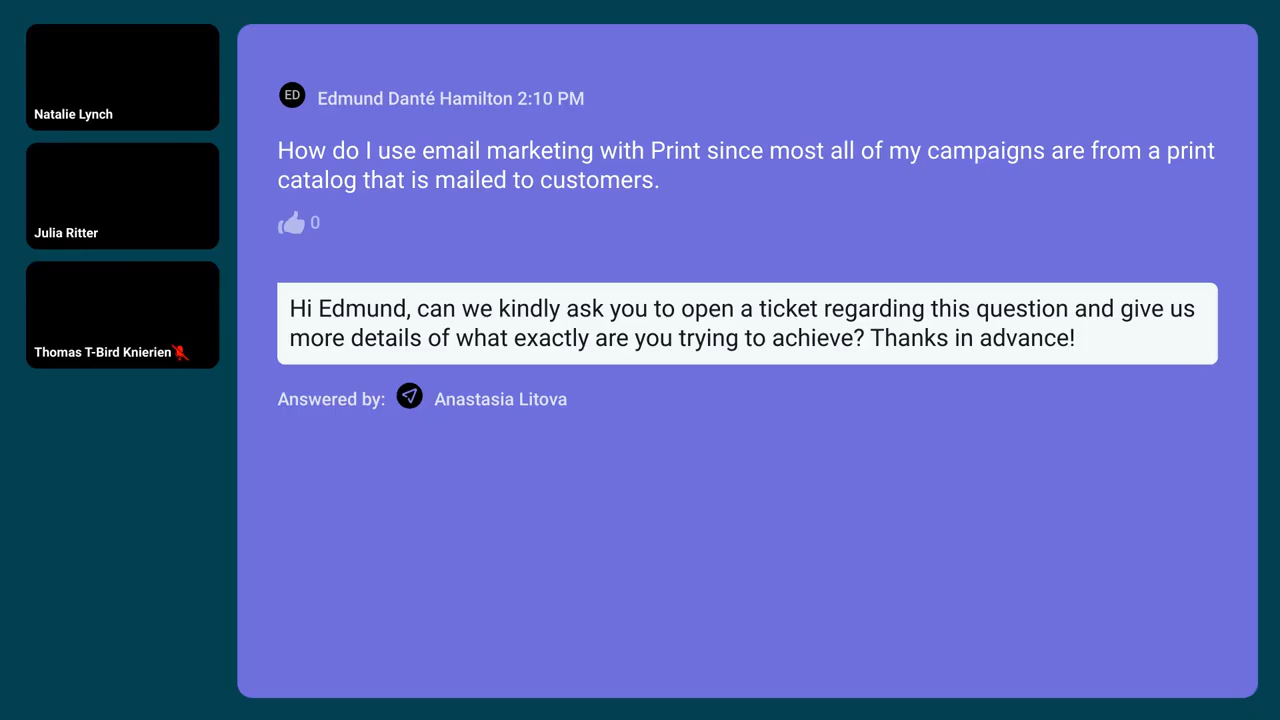 Natalie Lynch
Julia Ritter
Thomas T-Bird Knierien
ED
Edmund Danté Hamilton 2:10 PM
How do I use email marketing with Print since most all of my campaigns are from a print
catalog that is mailed to customers.
0
Hi Edmund, can we kindly ask you to open a ticket regarding this question and give us
more details of what exactly are you trying to achieve? Thanks in advance!
Answered by: Anastasia Litova